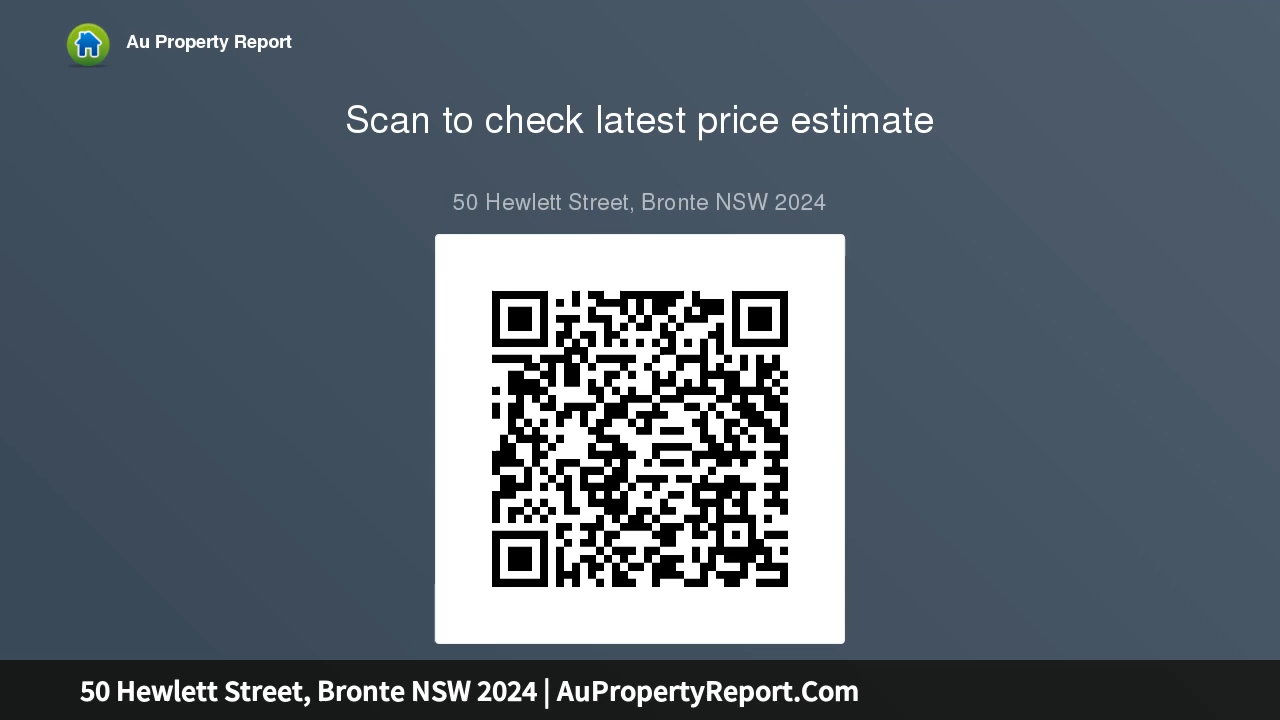 Au Property Report
Scan to check latest price estimate
50 Hewlett Street, Bronte NSW 2024
50 Hewlett Street, Bronte NSW 2024 | AuPropertyReport.Com